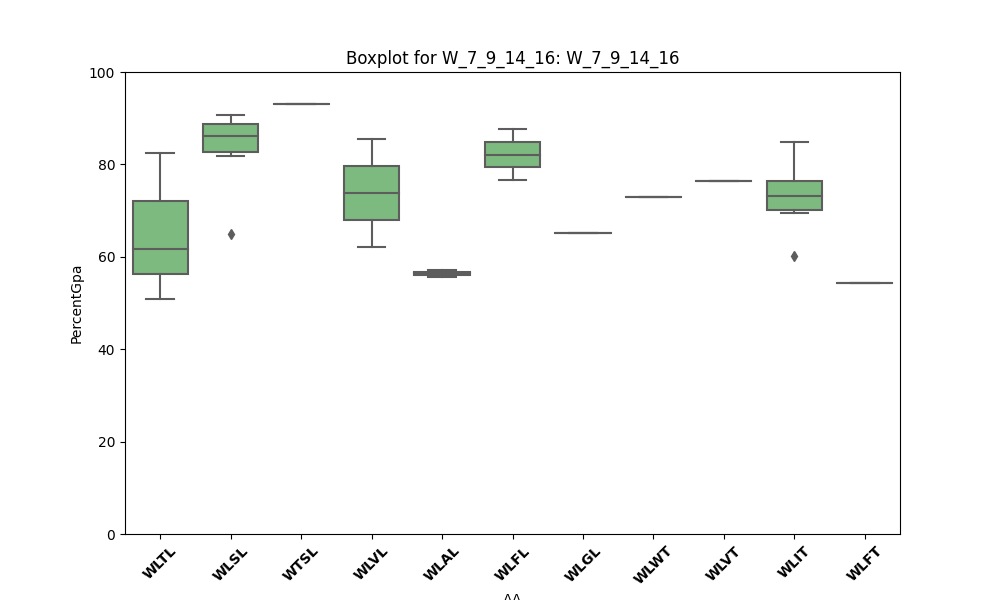 Boxplot for W_7_9_14_16: W_7_9_14_16
100
80
60
40
20
0
PercentGpa
WLTL
WLSL
WTSL
WLVL
WLAL
WLFL
WLGL
WLWT
WLVT
WLIT
WLFT
AA